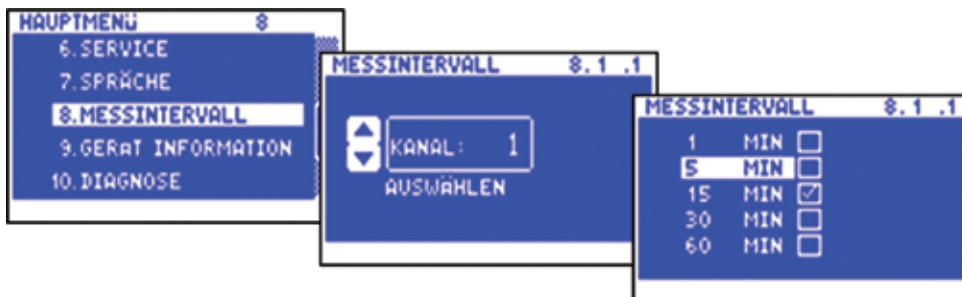 HAUPTMENÜ 8
6.SERVICE
7.SPRÄCHE
8.MESSINTERVALL
9.GERäT INFORMATION
10.DIAGNOSE
MESSINTERVALL 8.1 .1
KANAL: 1
AUSWÄHLEN
MESSINTERVALL 8.1 .1
1 MIN
5 MIN
15 MIN
30 MIN
60 MIN